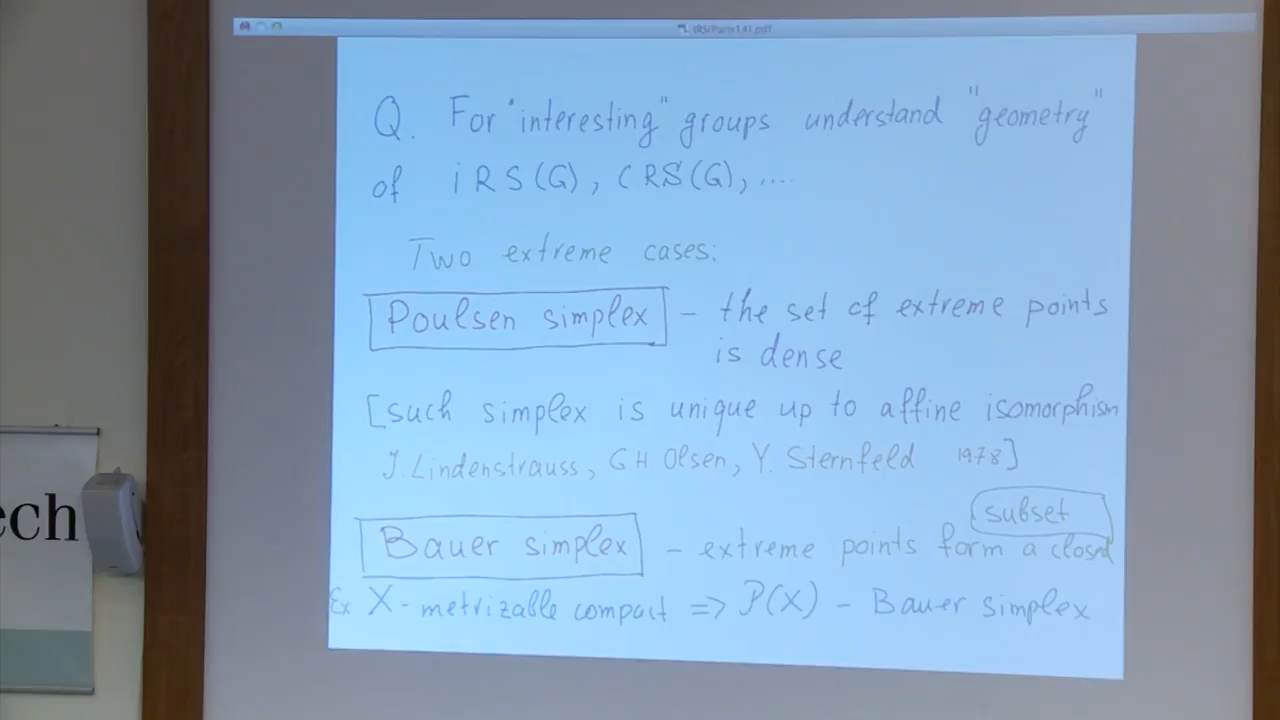 IRSParis141.pdf
Q. For "interesting" groups understand "geometry"
of iRS(G), CRS(G), ....
Two extreme cases:
Poulsen simplex - the set of extreme points
is dense
[such simplex is unique up to affine isomorphism
J. Lindenstrauss, G.H Olsen, Y. Sternfeld 1978]
subset
Bauer simplex - extreme points form a closed
Ex X - metrizable compact => P(X) - Bauer simplex
ech